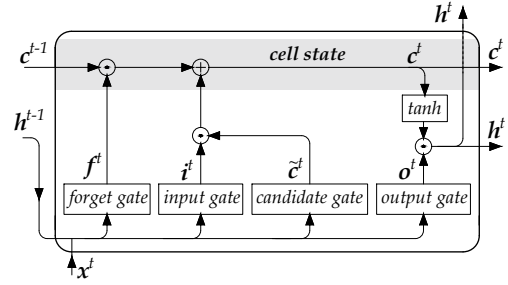 h^t
c^{t-1} cell state c^t c^t
tanh
h^{t-1} h^t
f^t i^t c̃^t o^t
forget gate input gate candidate gate output gate
x^t